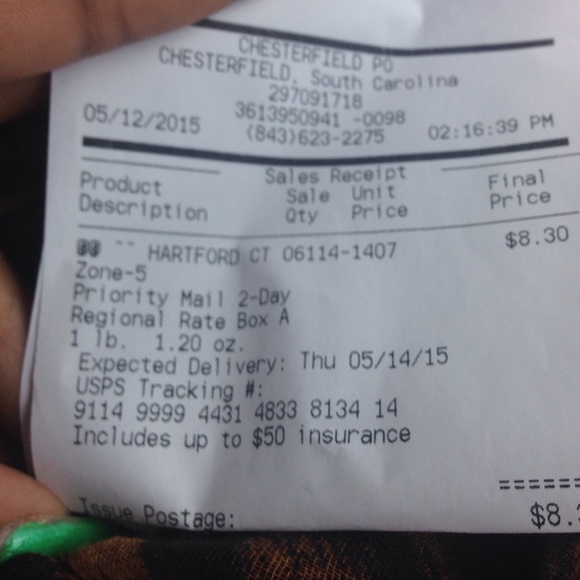 CHESTERFIELD PO
CHESTERFIELD, South Carolina
297091718
3613950941 -0098
05/12/2015 (843)623-2275 02:16:39 PM
Sales Receipt
Product Sale Unit Final
Description Qty Price Price
@@ `` HARTFORD CT 06114-1407 $8.30
Zone-5
Priority Mail 2-Day
Regional Rate Box A
1 lb. 1.20 oz.
Expected Delivery: Thu 05/14/15
USPS Tracking #:
9114 9999 4431 4833 8134 14
Includes up to $50 insurance
======
Issue Postage: $8.3